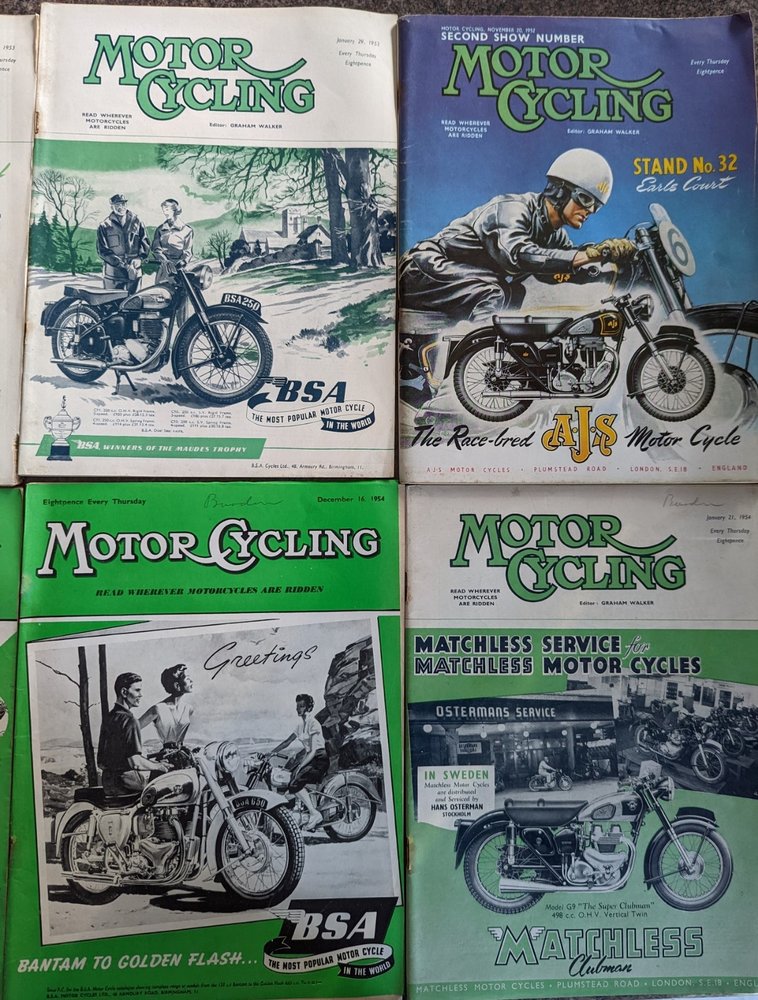 1953
January 29, 1953
Every Thursday
Eightpence
MOTOR
CYCLING
READ WHEREVER
MOTORCYCLES
ARE RIDDEN
Editor: GRAHAM WALKER
BSA 250
BSA
THE MOST POPULAR MOTOR CYCLE
IN THE WORLD
BSA, WINNERS OF THE MAUDES TROPHY
B.S.A. Cycles Ltd., 48, Armoury Rd., Birmingham, 11.
MOTOR CYCLING, NOVEMBER 20, 1952
SECOND SHOW NUMBER
MOTOR
CYCLING
Every Thursday
Eightpence
READ WHEREVER
MOTORCYCLES
ARE RIDDEN
Editor: GRAHAM WALKER
STAND No. 32
Earls Court
6
AJS
The Race-bred AJS Motor Cycle
AJS MOTOR CYCLES • PLUMSTEAD ROAD • LONDON, S.E.18 • ENGLAND
Eightpence Every Thursday
December 16, 1954
MOTOR CYCLING
READ WHEREVER MOTORCYCLES ARE RIDDEN
Greetings
BSA 650
BSA
THE MOST POPULAR MOTOR CYCLE
IN THE WORLD
BANTAM TO GOLDEN FLASH...
January 21, 1954
Every Thursday
Eightpence
MOTOR
CYCLING
READ WHEREVER
MOTORCYCLES
ARE RIDDEN
Editor: GRAHAM WALKER
MATCHLESS SERVICE for
MATCHLESS MOTOR CYCLES
OSTERMANS SERVICE
IN SWEDEN
Matchless Motor Cycles
are distributed
and Serviced by
HANS OSTERMAN
STOCKHOLM
Model G9 "The Super Clubman"
498 c.c. O.H.V. Vertical Twin
MATCHLESS
Clubman
MATCHLESS MOTOR CYCLES • PLUMSTEAD ROAD • LONDON, S.E.18 • ENGL